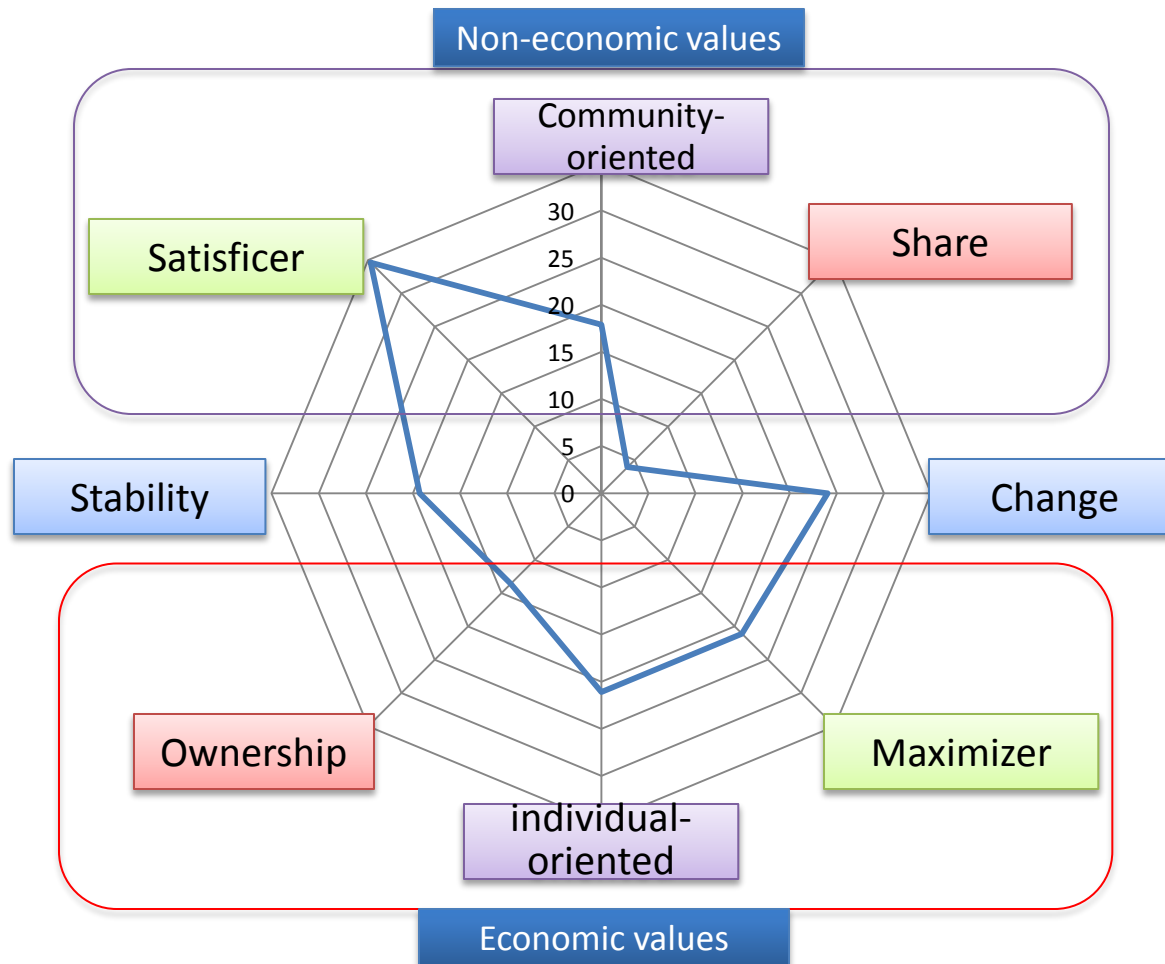 Non-economic values
Community-
oriented
Satisficer
Share
30
25
20
15
10
5
0
Stability
Change
Ownership
Maximizer
individual-
oriented
Economic values